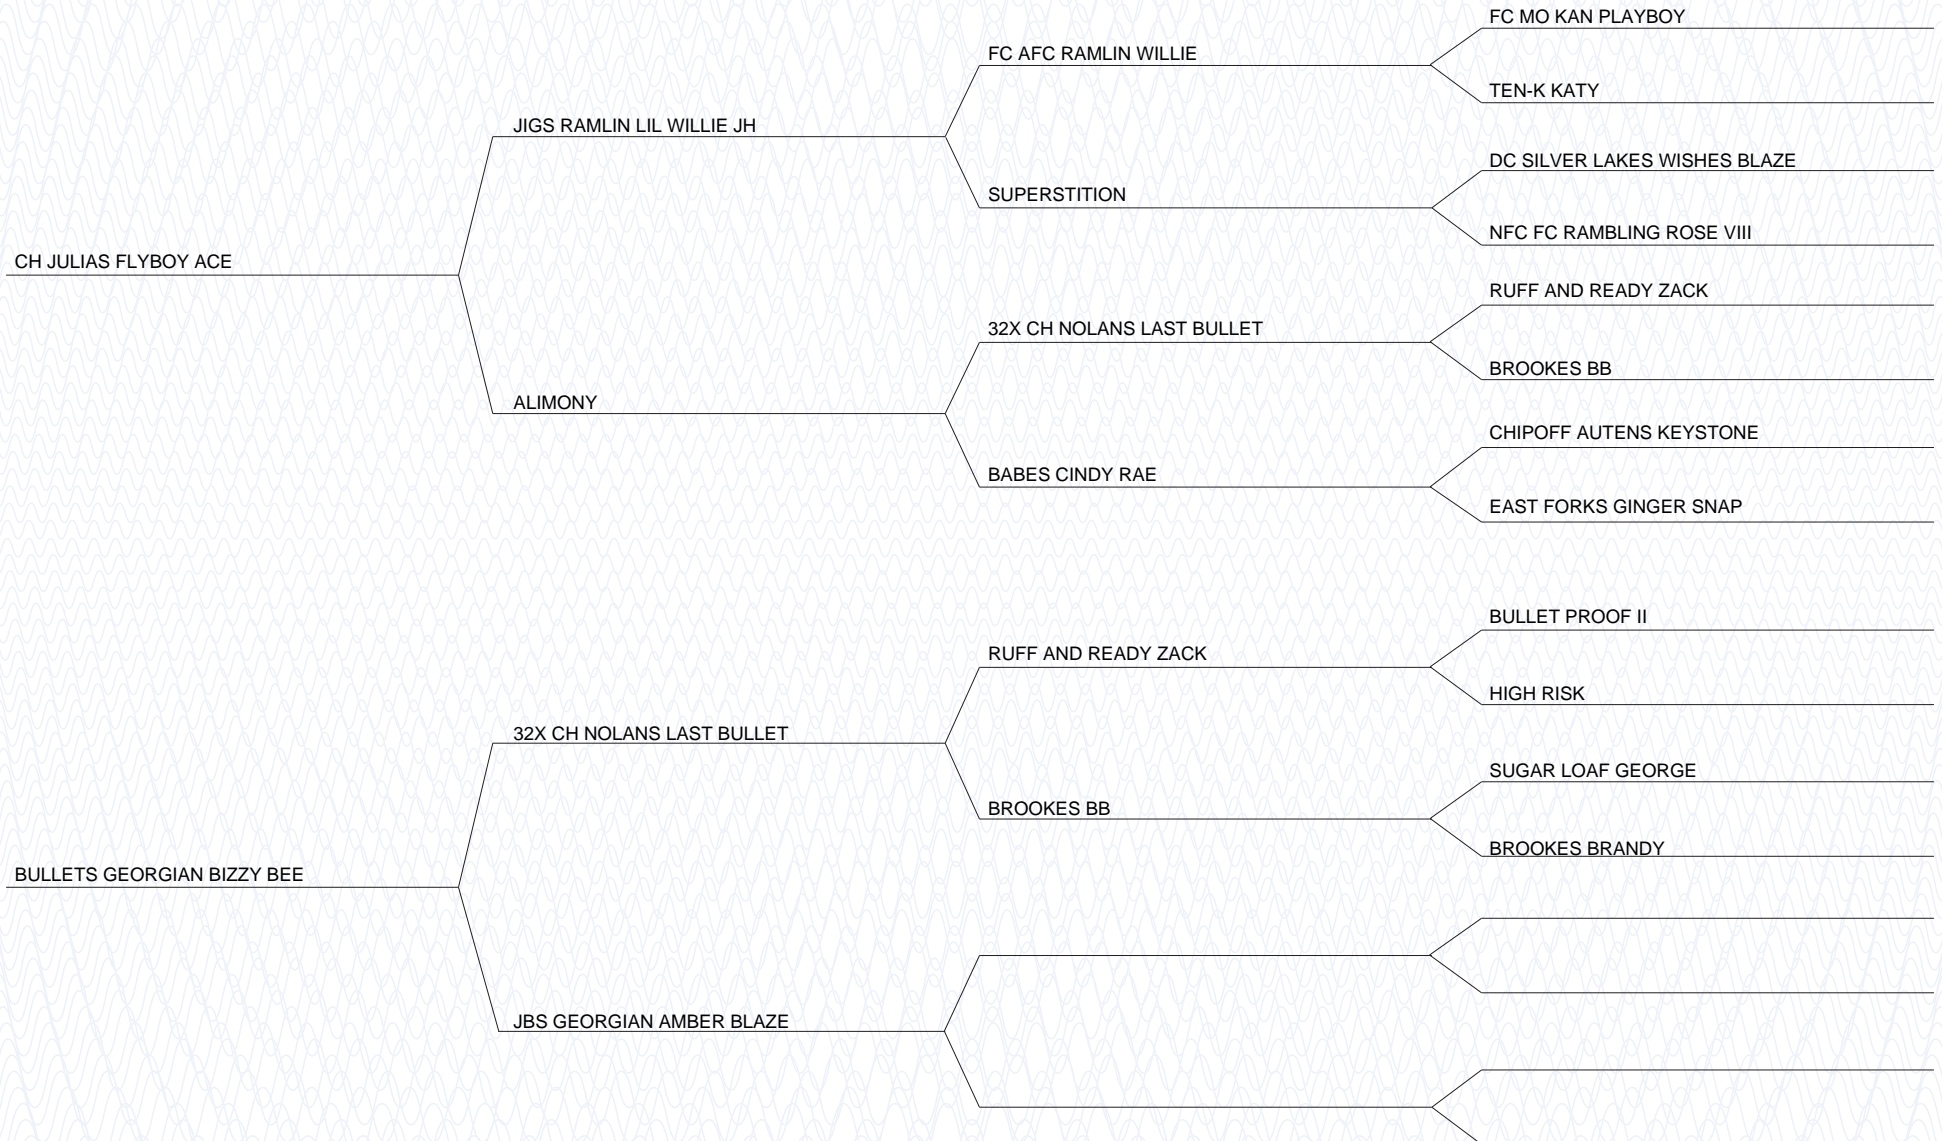 FC MO KAN PLAYBOY
FC AFC RAMLIN WILLIE
TEN-K KATY
JIGS RAMLIN LIL WILLIE JH
DC SILVER LAKES WISHES BLAZE
SUPERSTITION
NFC FC RAMBLING ROSE VIII
CH JULIAS FLYBOY ACE
RUFF AND READY ZACK
32X CH NOLANS LAST BULLET
BROOKES BB
ALIMONY
CHIPOFF AUTENS KEYSTONE
BABES CINDY RAE
EAST FORKS GINGER SNAP
BULLET PROOF II
RUFF AND READY ZACK
HIGH RISK
32X CH NOLANS LAST BULLET
SUGAR LOAF GEORGE
BROOKES BB
BROOKES BRANDY
BULLETS GEORGIAN BIZZY BEE
JBS GEORGIAN AMBER BLAZE